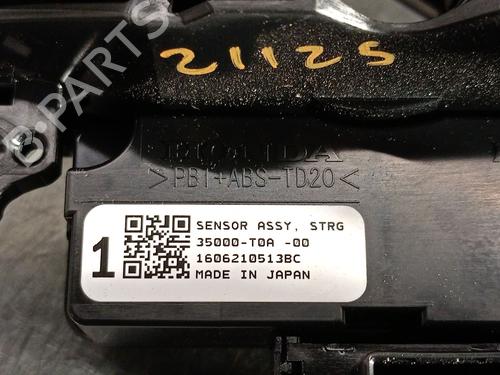 21125
B-PARTS
HONDA
>PBT+ABS-TD20<
SENSOR ASSY, STRG
35000-T0A -00
1
1606210513BC
MADE IN JAPAN